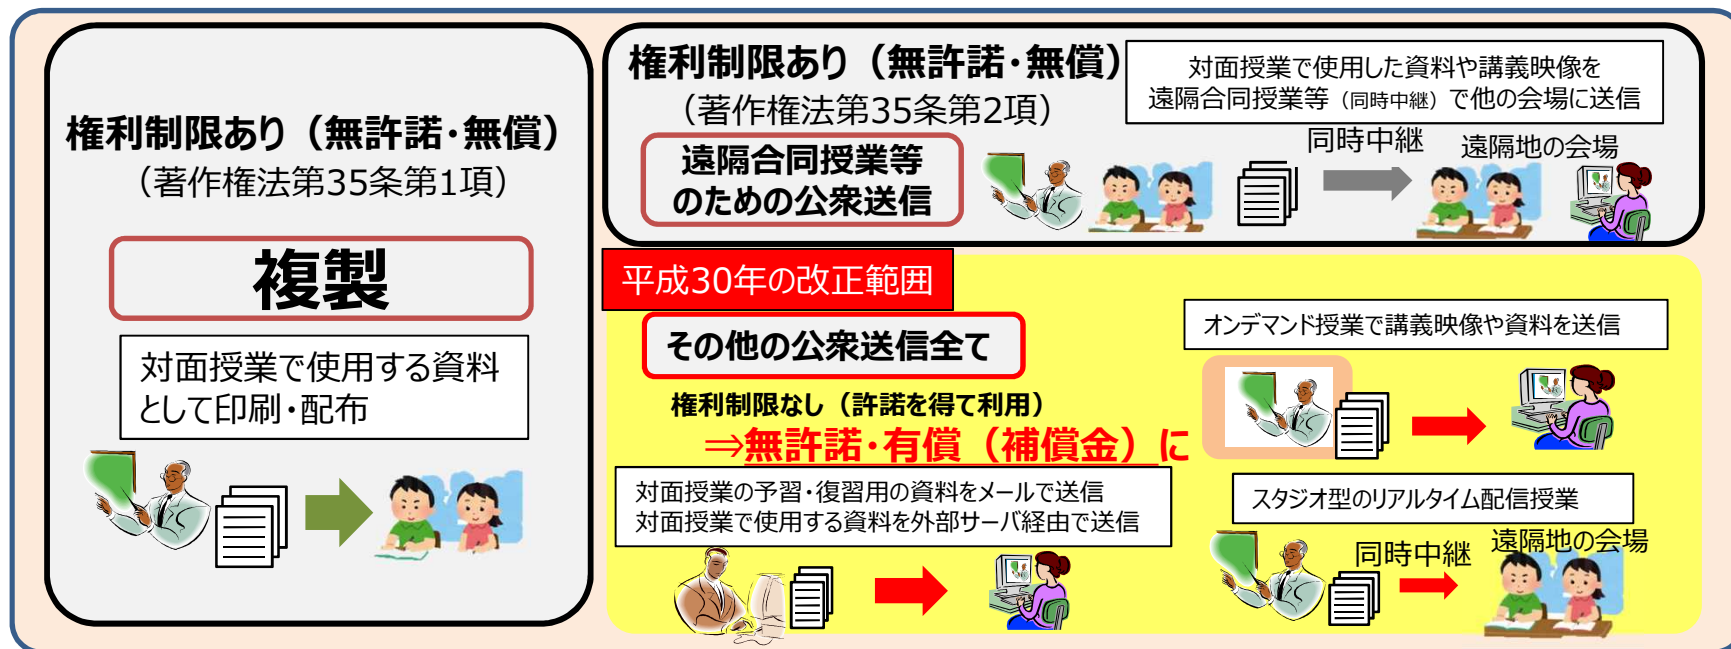 権利制限あり（無許諾・無償）
（著作権法第35条第1項）
複製
対面授業で使用する資料
として印刷・配布
権利制限あり（無許諾・無償）
（著作権法第35条第2項）
遠隔合同授業等
のための公衆送信
対面授業で使用した資料や講義映像を
遠隔合同授業等（同時中継）で他の会場に送信
同時中継
遠隔地の会場
平成30年の改正範囲
その他の公衆送信全て
権利制限なし（許諾を得て利用）
⇒無許諾・有償（補償金）に
対面授業の予習・復習用の資料をメールで送信
対面授業で使用する資料を外部サーバ経由で送信
オンデマンド授業で講義映像や資料を送信
スタジオ型のリアルタイム配信授業
同時中継
遠隔地の会場